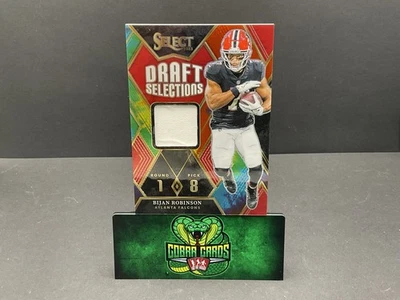 SELECT
DRAFT
SELECTIONS
ROUND PICK
1 8
BIJAN ROBINSON
ATLANTA FALCONS
COBRA CARDS